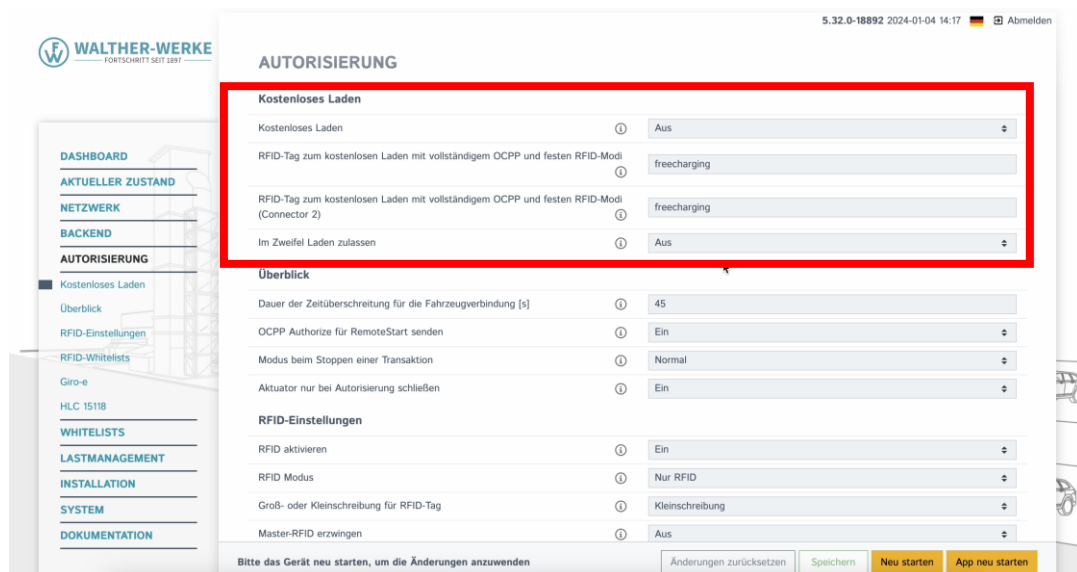 5.32.0-18892 2024-01-04 14:17 Abmelden
WALTHER-WERKE
FORTSCHRITT SEIT 1897
AUTORISIERUNG
Kostenloses Laden
Kostenloses Laden Aus
RFID-Tag zum kostenlosen Laden mit vollständigem OCPP und festen RFID-Modi freecharging
RFID-Tag zum kostenlosen Laden mit vollständigem OCPP und festen RFID-Modi
(Connector 2) freecharging
Im Zweifel Laden zulassen Aus
Überblick
Dauer der Zeitüberschreitung für die Fahrzeugverbindung [s] 45
OCPP Authorize für RemoteStart senden Ein
Modus beim Stoppen einer Transaktion Normal
Aktuator nur bei Autorisierung schließen Ein
RFID-Einstellungen
RFID aktivieren Ein
RFID Modus Nur RFID
Groß- oder Kleinschreibung für RFID-Tag Kleinschreibung
Master-RFID erzwingen Aus
DASHBOARD
AKTUELLER ZUSTAND
NETZWERK
BACKEND
AUTORISIERUNG
Kostenloses Laden
Überblick
RFID-Einstellungen
RFID-Whitelists
Giro-e
HLC 15118
WHITELISTS
LASTMANAGEMENT
INSTALLATION
SYSTEM
DOKUMENTATION
Bitte das Gerät neu starten, um die Änderungen anzuwenden
Änderungen zurücksetzen
Speichern
Neu starten
App neu starten